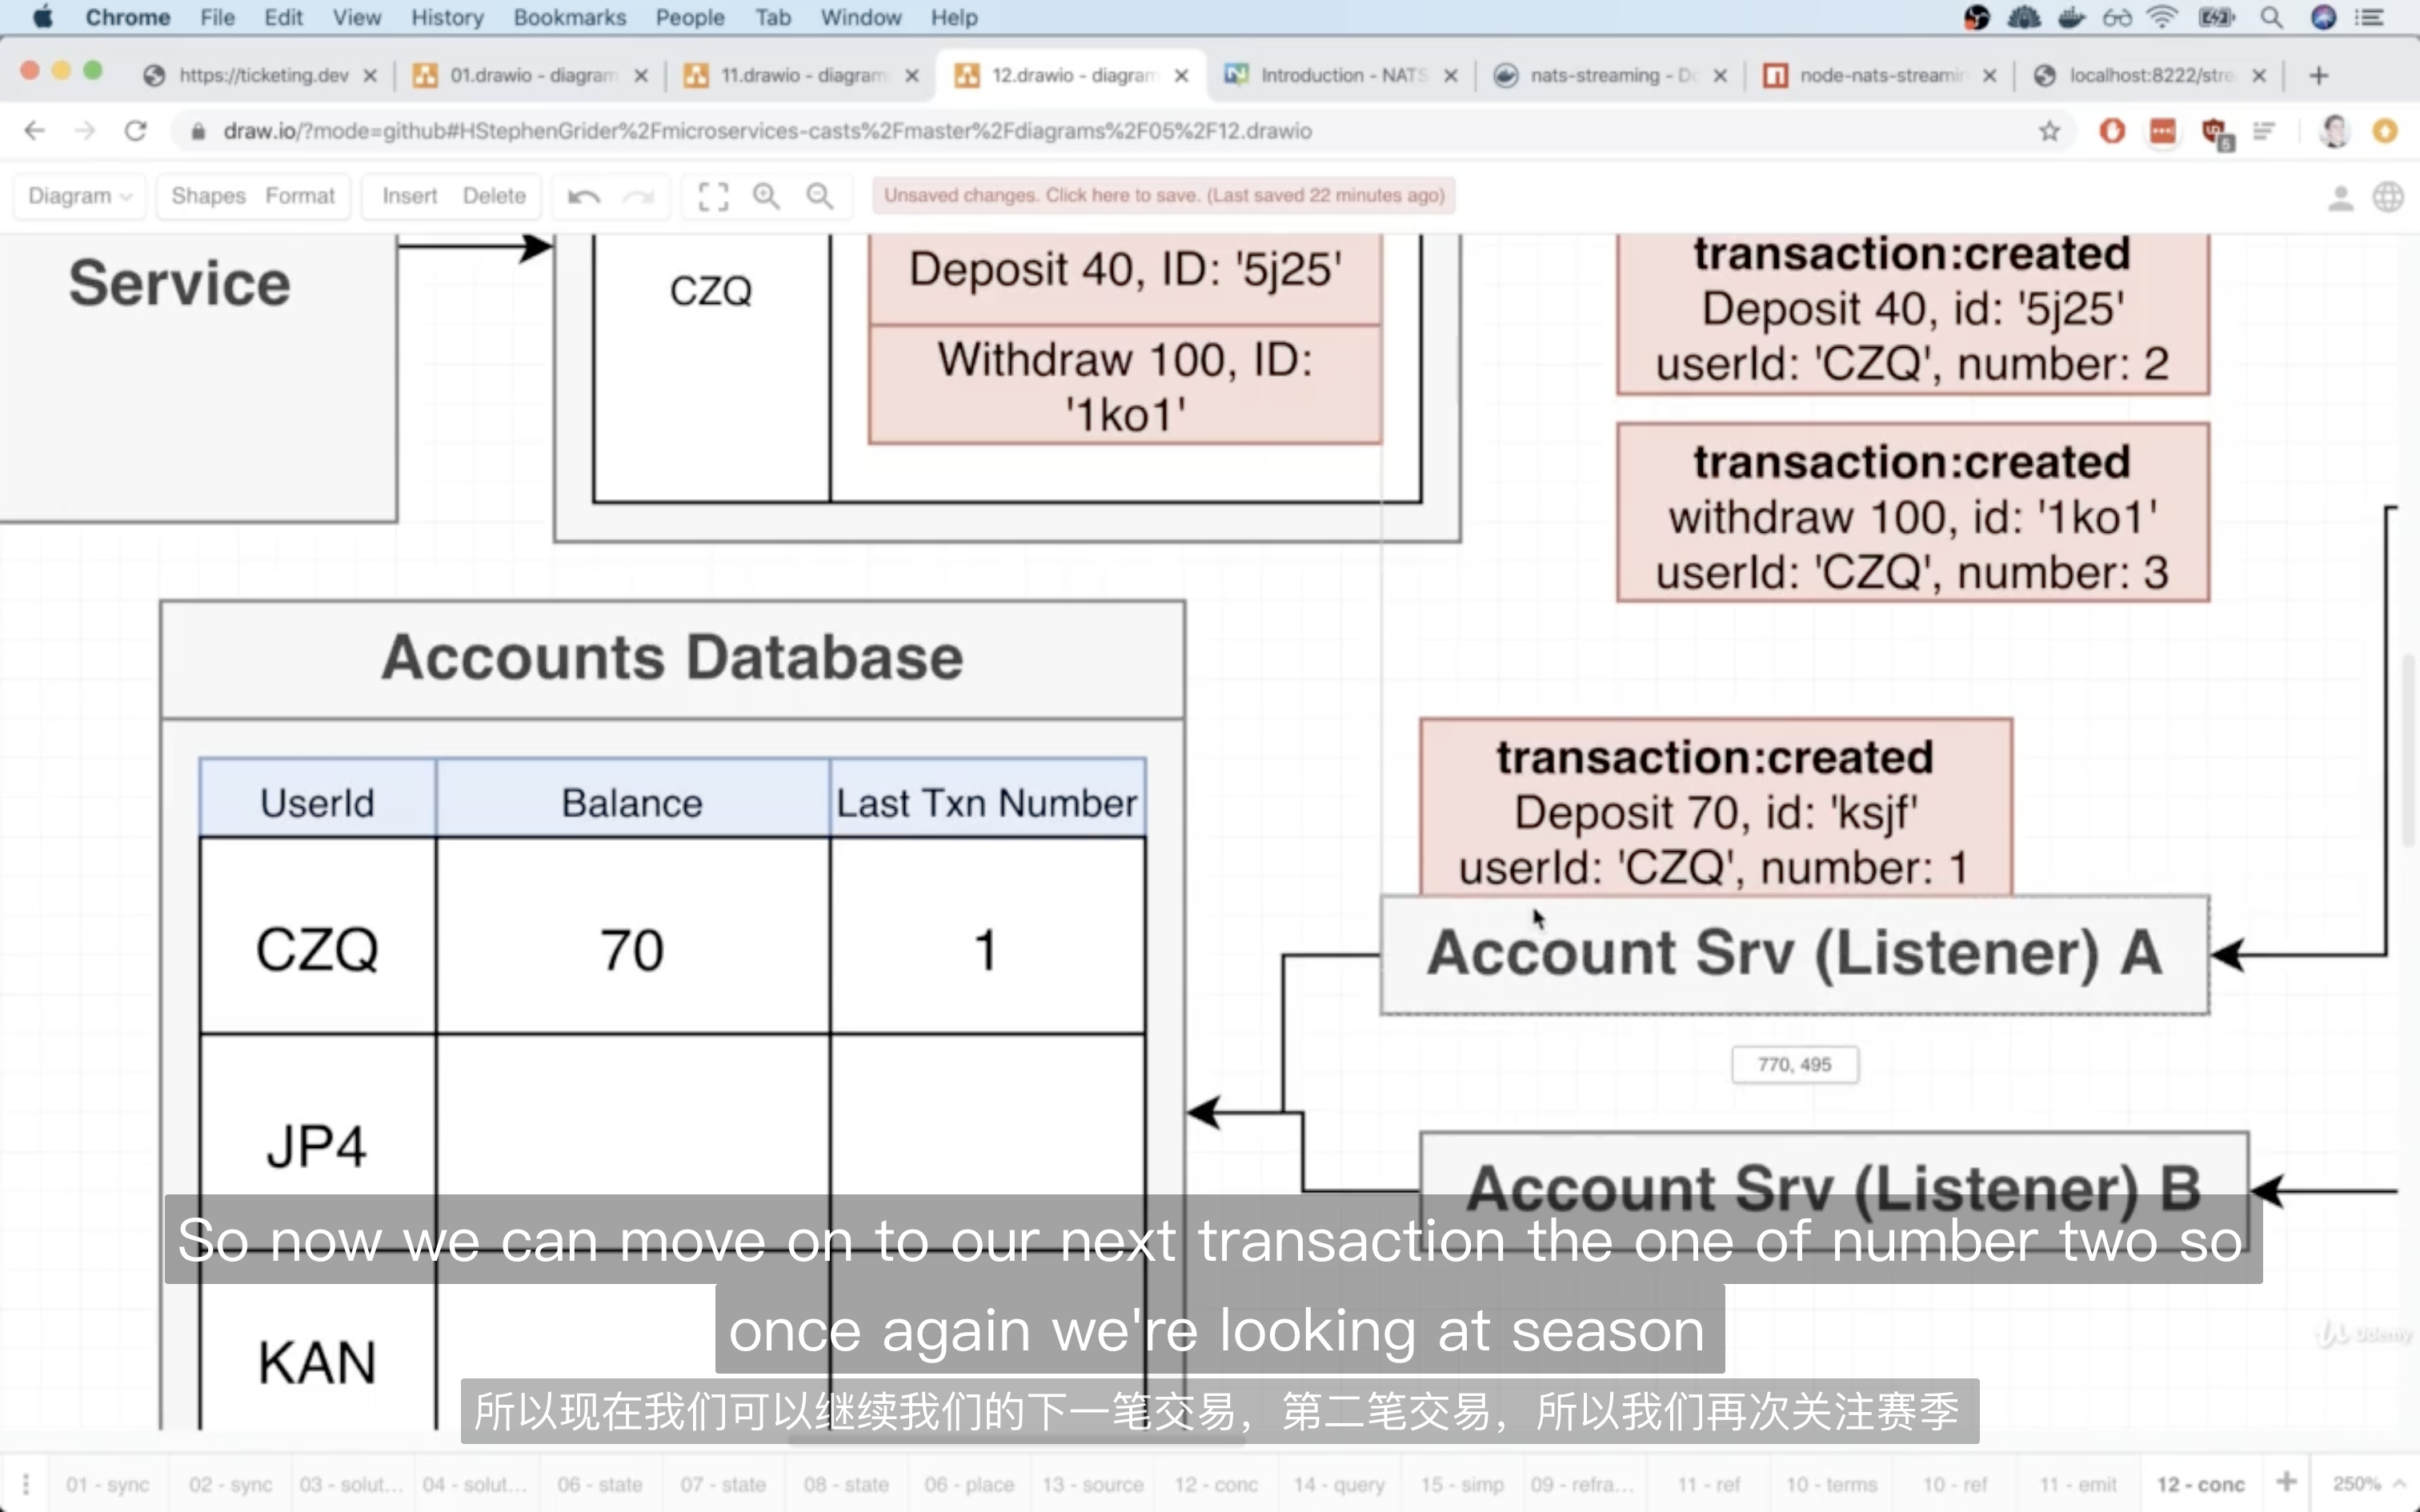 Chrome File Edit View History Bookmarks People Tab Window Help
https://ticketing.dev
01.drawio - diagram
11.drawio - diagram
12.drawio - diagram
Introduction - NATS
nats-streaming - Do
node-nats-streamin
localhost:8222/stre
draw.io/?mode=github#HStephenGrider%2Fmicroservices-casts%2Fmaster%2Fdiagrams%2F05%2F12.drawio
Diagram Shapes Format Insert Delete
Unsaved changes. Click here to save. (Last saved 22 minutes ago)
Service
CZQ
Deposit 40, ID: '5j25'
Withdraw 100, ID:
'1ko1'
transaction:created
Deposit 40, id: '5j25'
userId: 'CZQ', number: 2
transaction:created
withdraw 100, id: '1ko1'
userId: 'CZQ', number: 3
Accounts Database
UserId Balance Last Txn Number
CZQ 70 1
JP4
KAN
transaction:created
Deposit 70, id: 'ksjf'
userId: 'CZQ', number: 1
Account Srv (Listener) A
770, 495
Account Srv (Listener) B
So now we can move on to our next transaction the one of number two so
once again we're looking at season
所以现在我们可以继续我们的下一笔交易，第二笔交易，所以我们再次关注赛季
Udemy
01 - sync 02 - sync 03 - solut... 04 - solut... 06 - state 07 - state 08 - state 06 - place 13 - source 12 - conc 14 - query 15 - simp 09 - refra... 11 - ref 10 - terms 10 - ref 11 - emit 12 - conc 250%